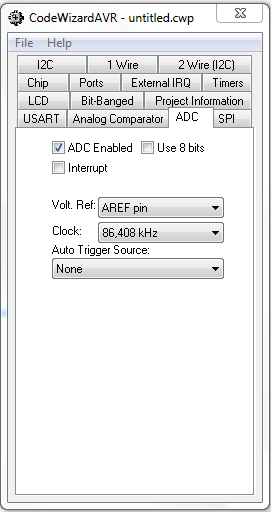 CodeWizardAVR - untitled.cwp
File Help
I2C 1 Wire 2 Wire (I2C)
Chip Ports External IRQ Timers
LCD Bit-Banged Project Information
USART Analog Comparator ADC SPI
ADC Enabled Use 8 bits
Interrupt
Volt. Ref: AREF pin
Clock: 86,408 kHz
Auto Trigger Source:
None